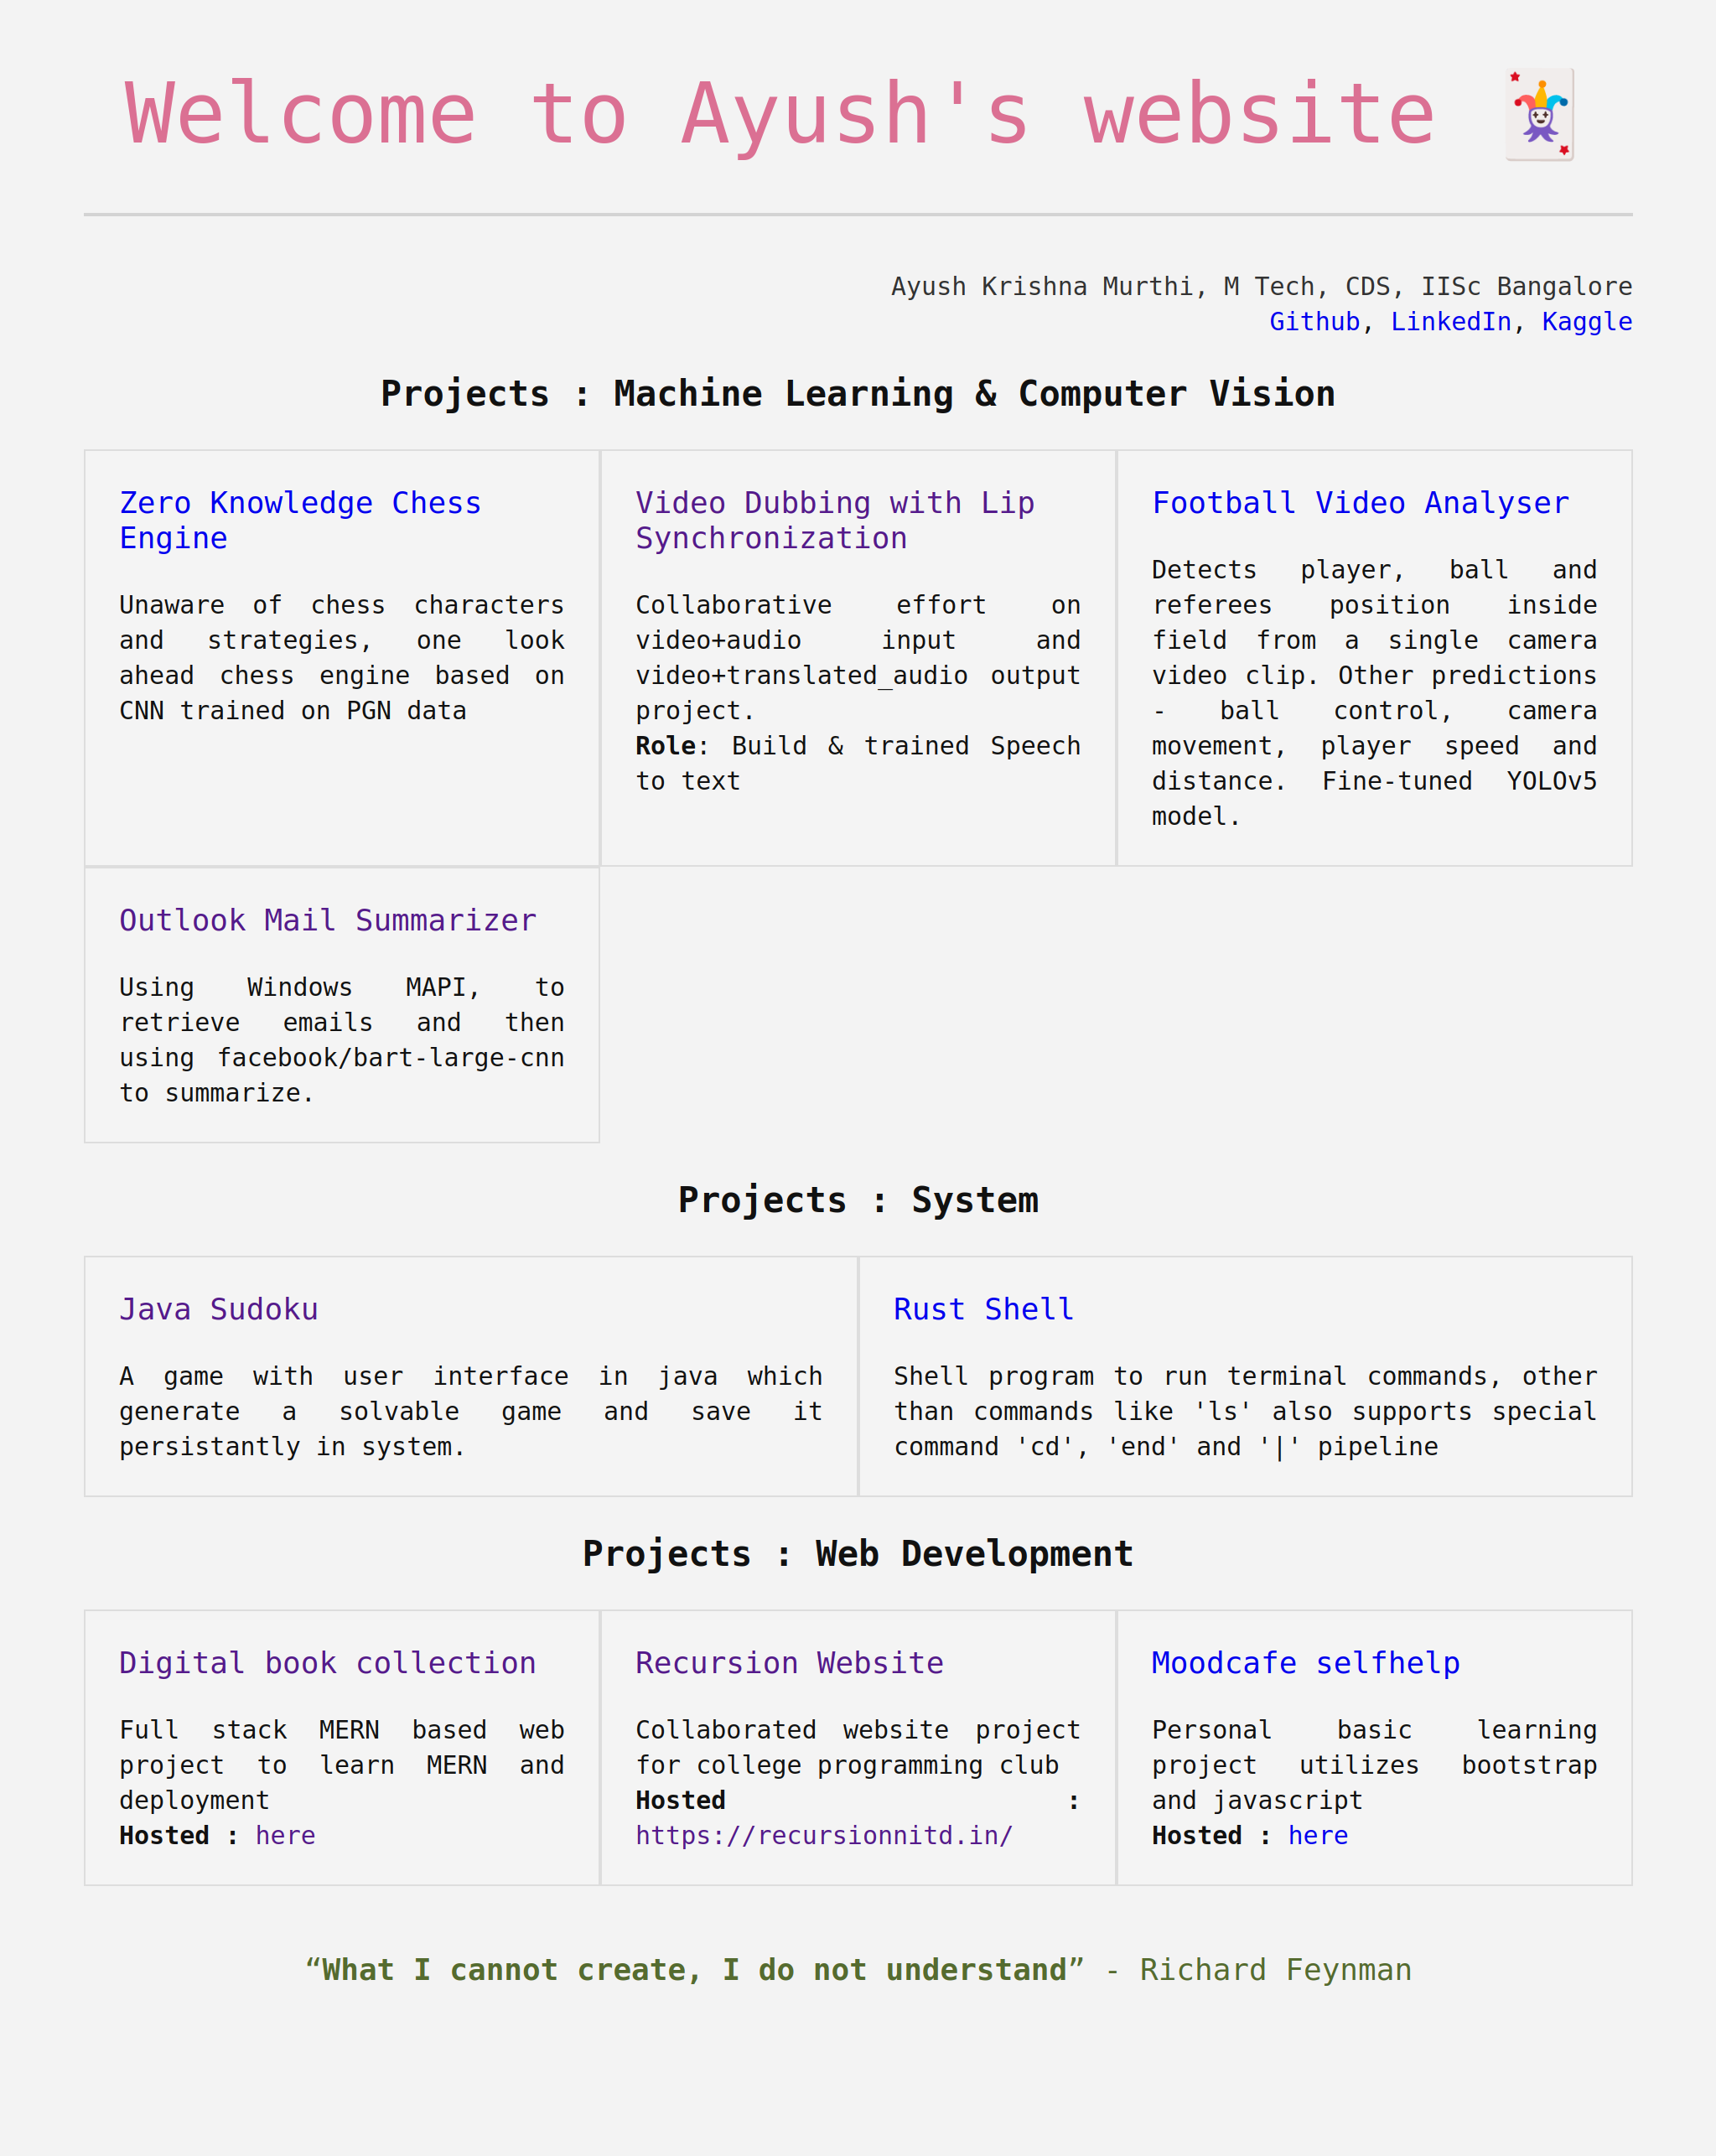 Welcome to Ayush's website 🃏
Ayush Krishna Murthi, M Tech, CDS, IISc Bangalore
Github, LinkedIn, Kaggle
Projects : Machine Learning & Computer Vision
Zero Knowledge Chess
Engine
Unaware of chess characters
and strategies, one look
ahead chess engine based on
CNN trained on PGN data
Video Dubbing with Lip
Synchronization
Collaborative effort on
video+audio input and
video+translated_audio output
project.
Role: Build & trained Speech
to text
Football Video Analyser
Detects player, ball and
referees position inside
field from a single camera
video clip. Other predictions
- ball control, camera
movement, player speed and
distance. Fine-tuned YOLOv5
model.
Outlook Mail Summarizer
Using Windows MAPI, to
retrieve emails and then
using facebook/bart-large-cnn
to summarize.
Projects : System
Java Sudoku
A game with user interface in java which
generate a solvable game and save it
persistantly in system.
Rust Shell
Shell program to run terminal commands, other
than commands like 'ls' also supports special
command 'cd', 'end' and '|' pipeline
Projects : Web Development
Digital book collection
Full stack MERN based web
project to learn MERN and
deployment
Hosted : here
Recursion Website
Collaborated website project
for college programming club
Hosted :
https://recursionnitd.in/
Moodcafe selfhelp
Personal basic learning
project utilizes bootstrap
and javascript
Hosted : here
“What I cannot create, I do not understand” - Richard Feynman